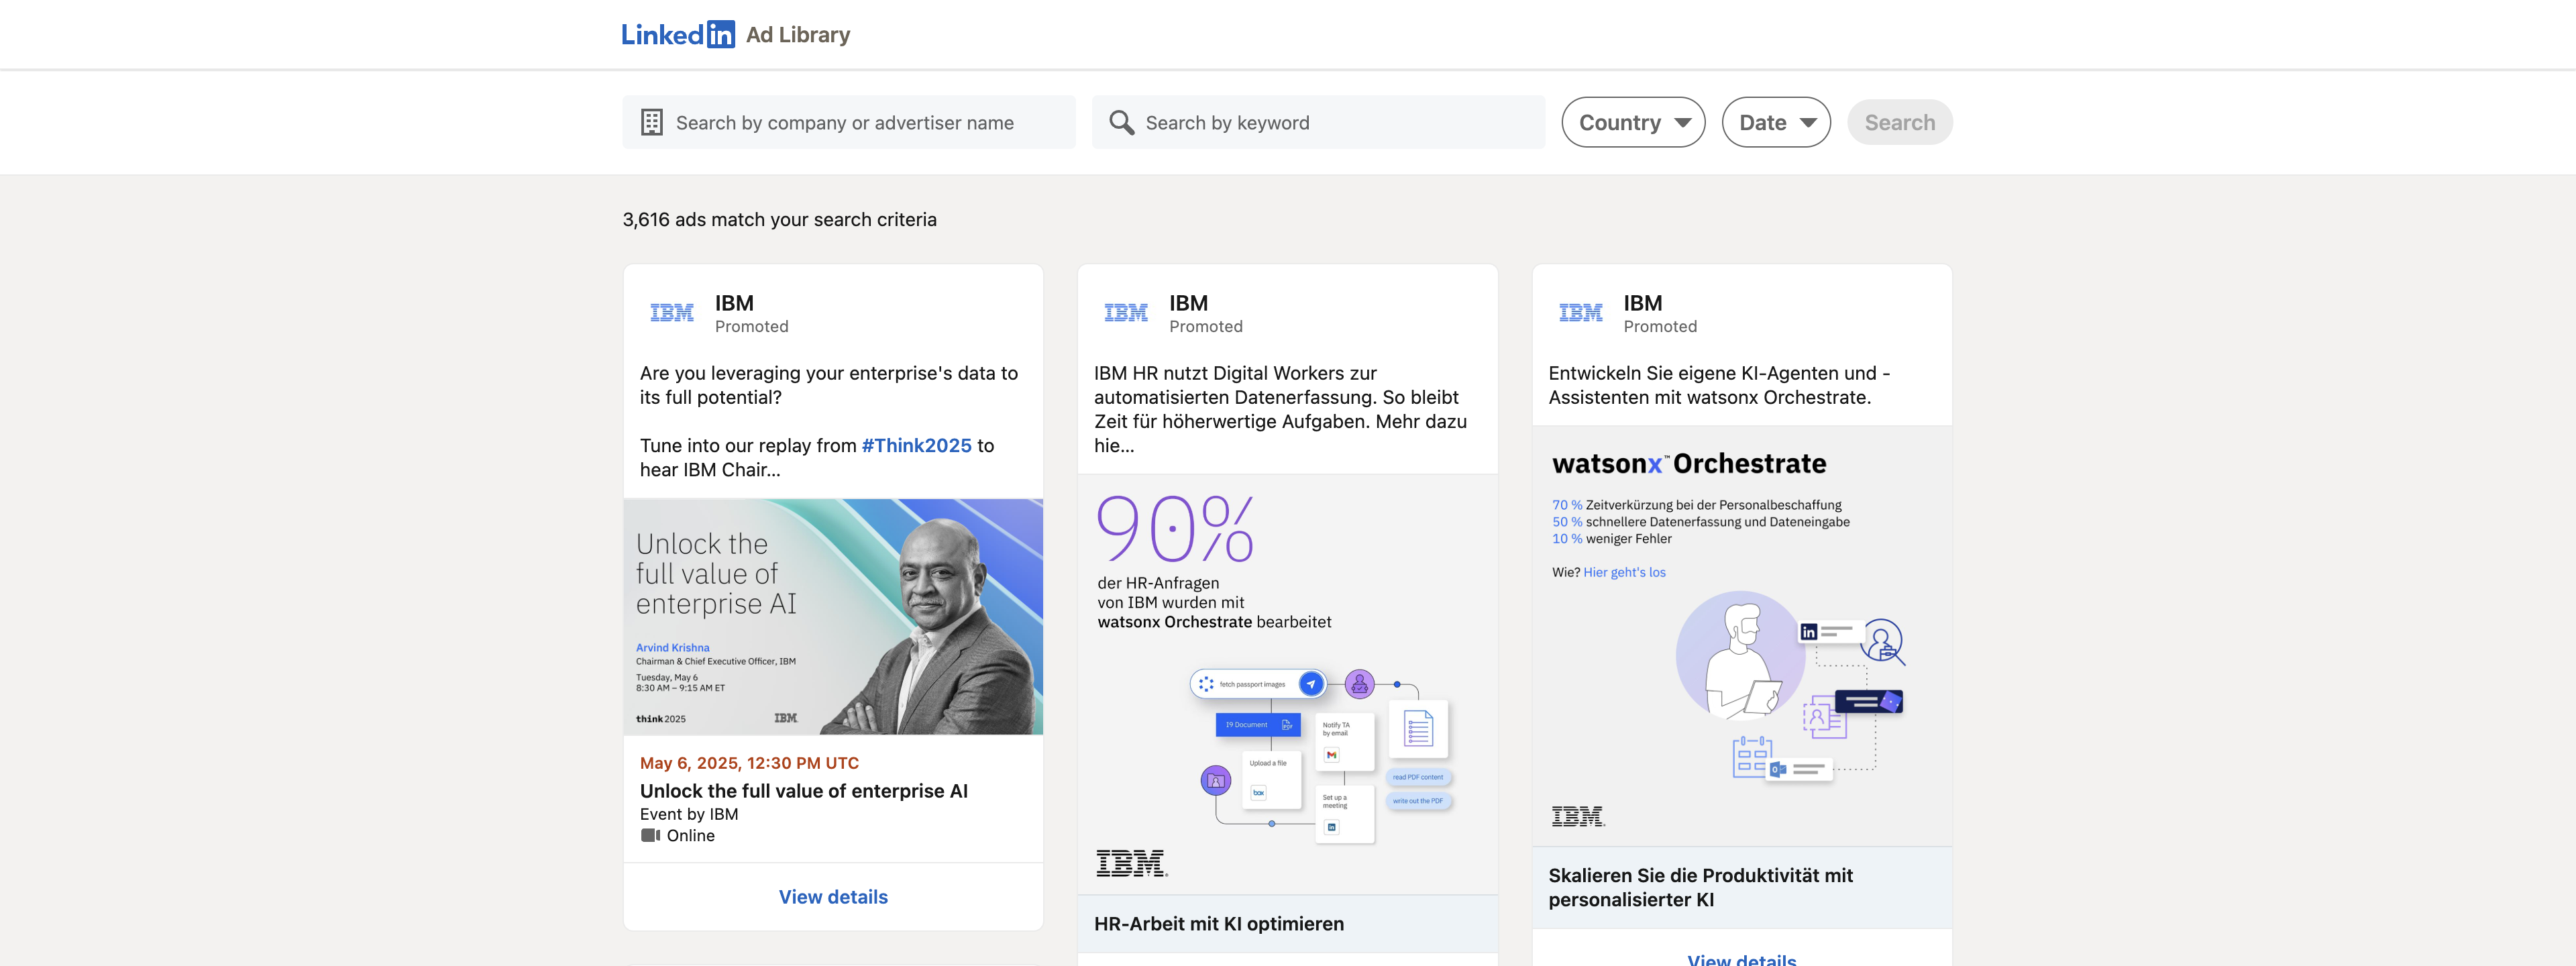 LinkedIn Ad Library
Search by company or advertiser name
Search by keyword
Country
Date
Search
3,616 ads match your search criteria
IBM
IBM
Promoted
Are you leveraging your enterprise's data to
its full potential?
Tune into our replay from #Think2025 to
hear IBM Chair...
Unlock the
full value of
enterprise AI
Arvind Krishna
Chairman & Chief Executive Officer, IBM
Tuesday, May 6
8:30 AM – 9:15 AM ET
think 2025
IBM
May 6, 2025, 12:30 PM UTC
Unlock the full value of enterprise AI
Event by IBM
Online
View details
IBM
IBM
Promoted
IBM HR nutzt Digital Workers zur
automatisierten Datenerfassung. So bleibt
Zeit für höherwertige Aufgaben. Mehr dazu
hie...
90%
der HR-Anfragen
von IBM wurden mit
watsonx Orchestrate bearbeitet
fetch passport images
I9 Document
PDF
Notify TA
by email
Upload a file
box
read PDF content
Set up a
meeting
in
write out the PDF
IBM®
HR-Arbeit mit KI optimieren
IBM
IBM
Promoted
Entwickeln Sie eigene KI-Agenten und -
Assistenten mit watsonx Orchestrate.
watsonx™ Orchestrate
70 % Zeitverkürzung bei der Personalbeschaffung
50 % schnellere Datenerfassung und Dateneingabe
10 % weniger Fehler
Wie? Hier geht's los
in
IBM®
Skalieren Sie die Produktivität mit
personalisierter KI
View details